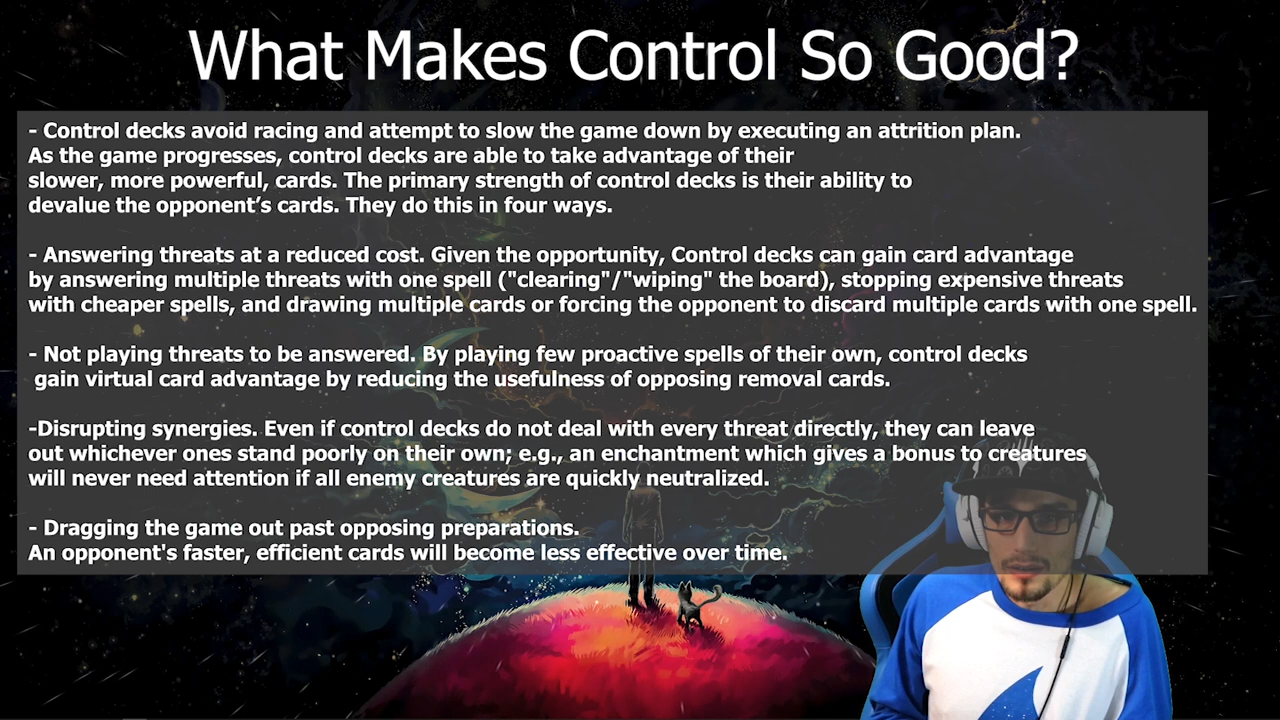 What Makes Control So Good?
- Control decks avoid racing and attempt to slow the game down by executing an attrition plan.
As the game progresses, control decks are able to take advantage of their
slower, more powerful, cards. The primary strength of control decks is their ability to
devalue the opponent’s cards. They do this in four ways.
- Answering threats at a reduced cost. Given the opportunity, Control decks can gain card advantage
by answering multiple threats with one spell ("clearing"/"wiping" the board), stopping expensive threats
with cheaper spells, and drawing multiple cards or forcing the opponent to discard multiple cards with one spell.
- Not playing threats to be answered. By playing few proactive spells of their own, control decks
gain virtual card advantage by reducing the usefulness of opposing removal cards.
-Disrupting synergies. Even if control decks do not deal with every threat directly, they can leave
out whichever ones stand poorly on their own; e.g., an enchantment which gives a bonus to creatures
will never need attention if all enemy creatures are quickly neutralized.
- Dragging the game out past opposing preparations.
An opponent's faster, efficient cards will become less effective over time.